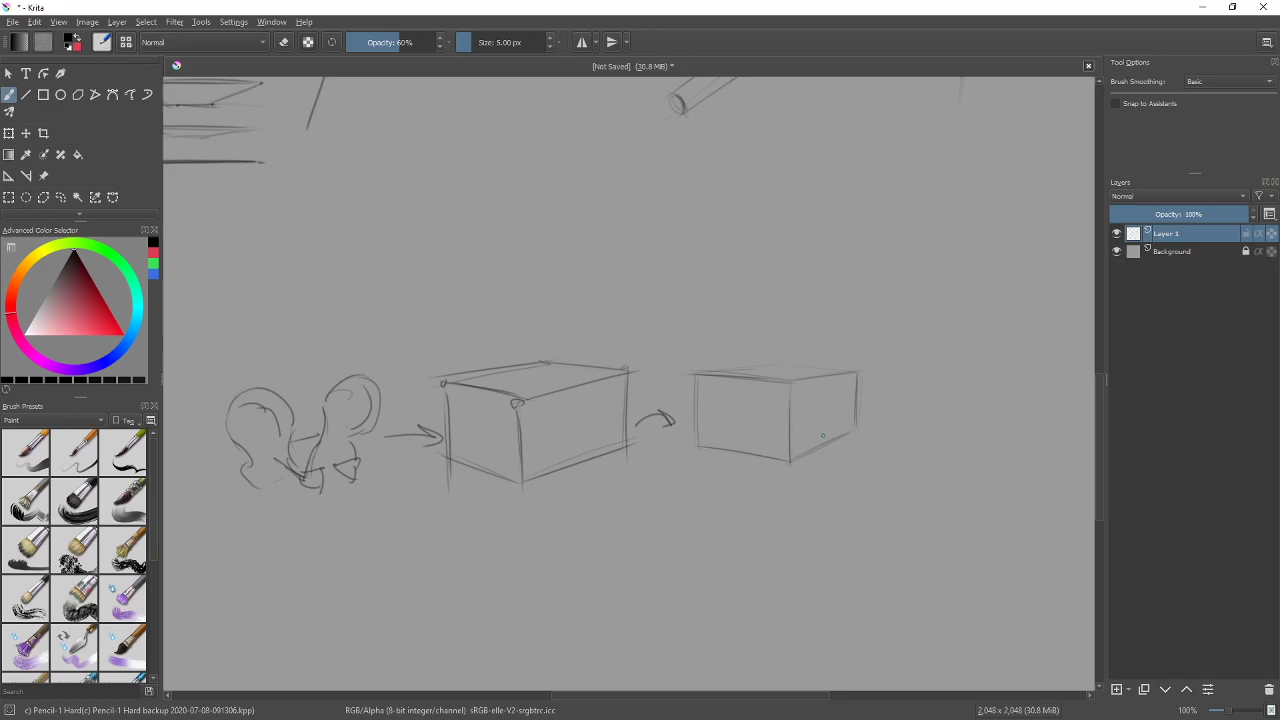 * - Krita
File Edit View Image Layer Select Filter Tools Settings Window Help
Normal Opacity: 60% Size: 5.00 px
[Not Saved] (30.8 MiB) *
Tool Options
Brush Smoothing: Basic
Snap to Assistants
Layers
Normal
Opacity: 100%
Layer 1
Background
Advanced Color Selector
Brush Presets
Paint Tag
Search
c) Pencil-1 Hard( c) Pencil-1 Hard backup 2020-07-08-091306.kpp) RGB/Alpha (8-bit integer/channel) sRGB-elle-V2-srgbtrc.icc 2,048 x 2,048 (30.8 MiB) 100%